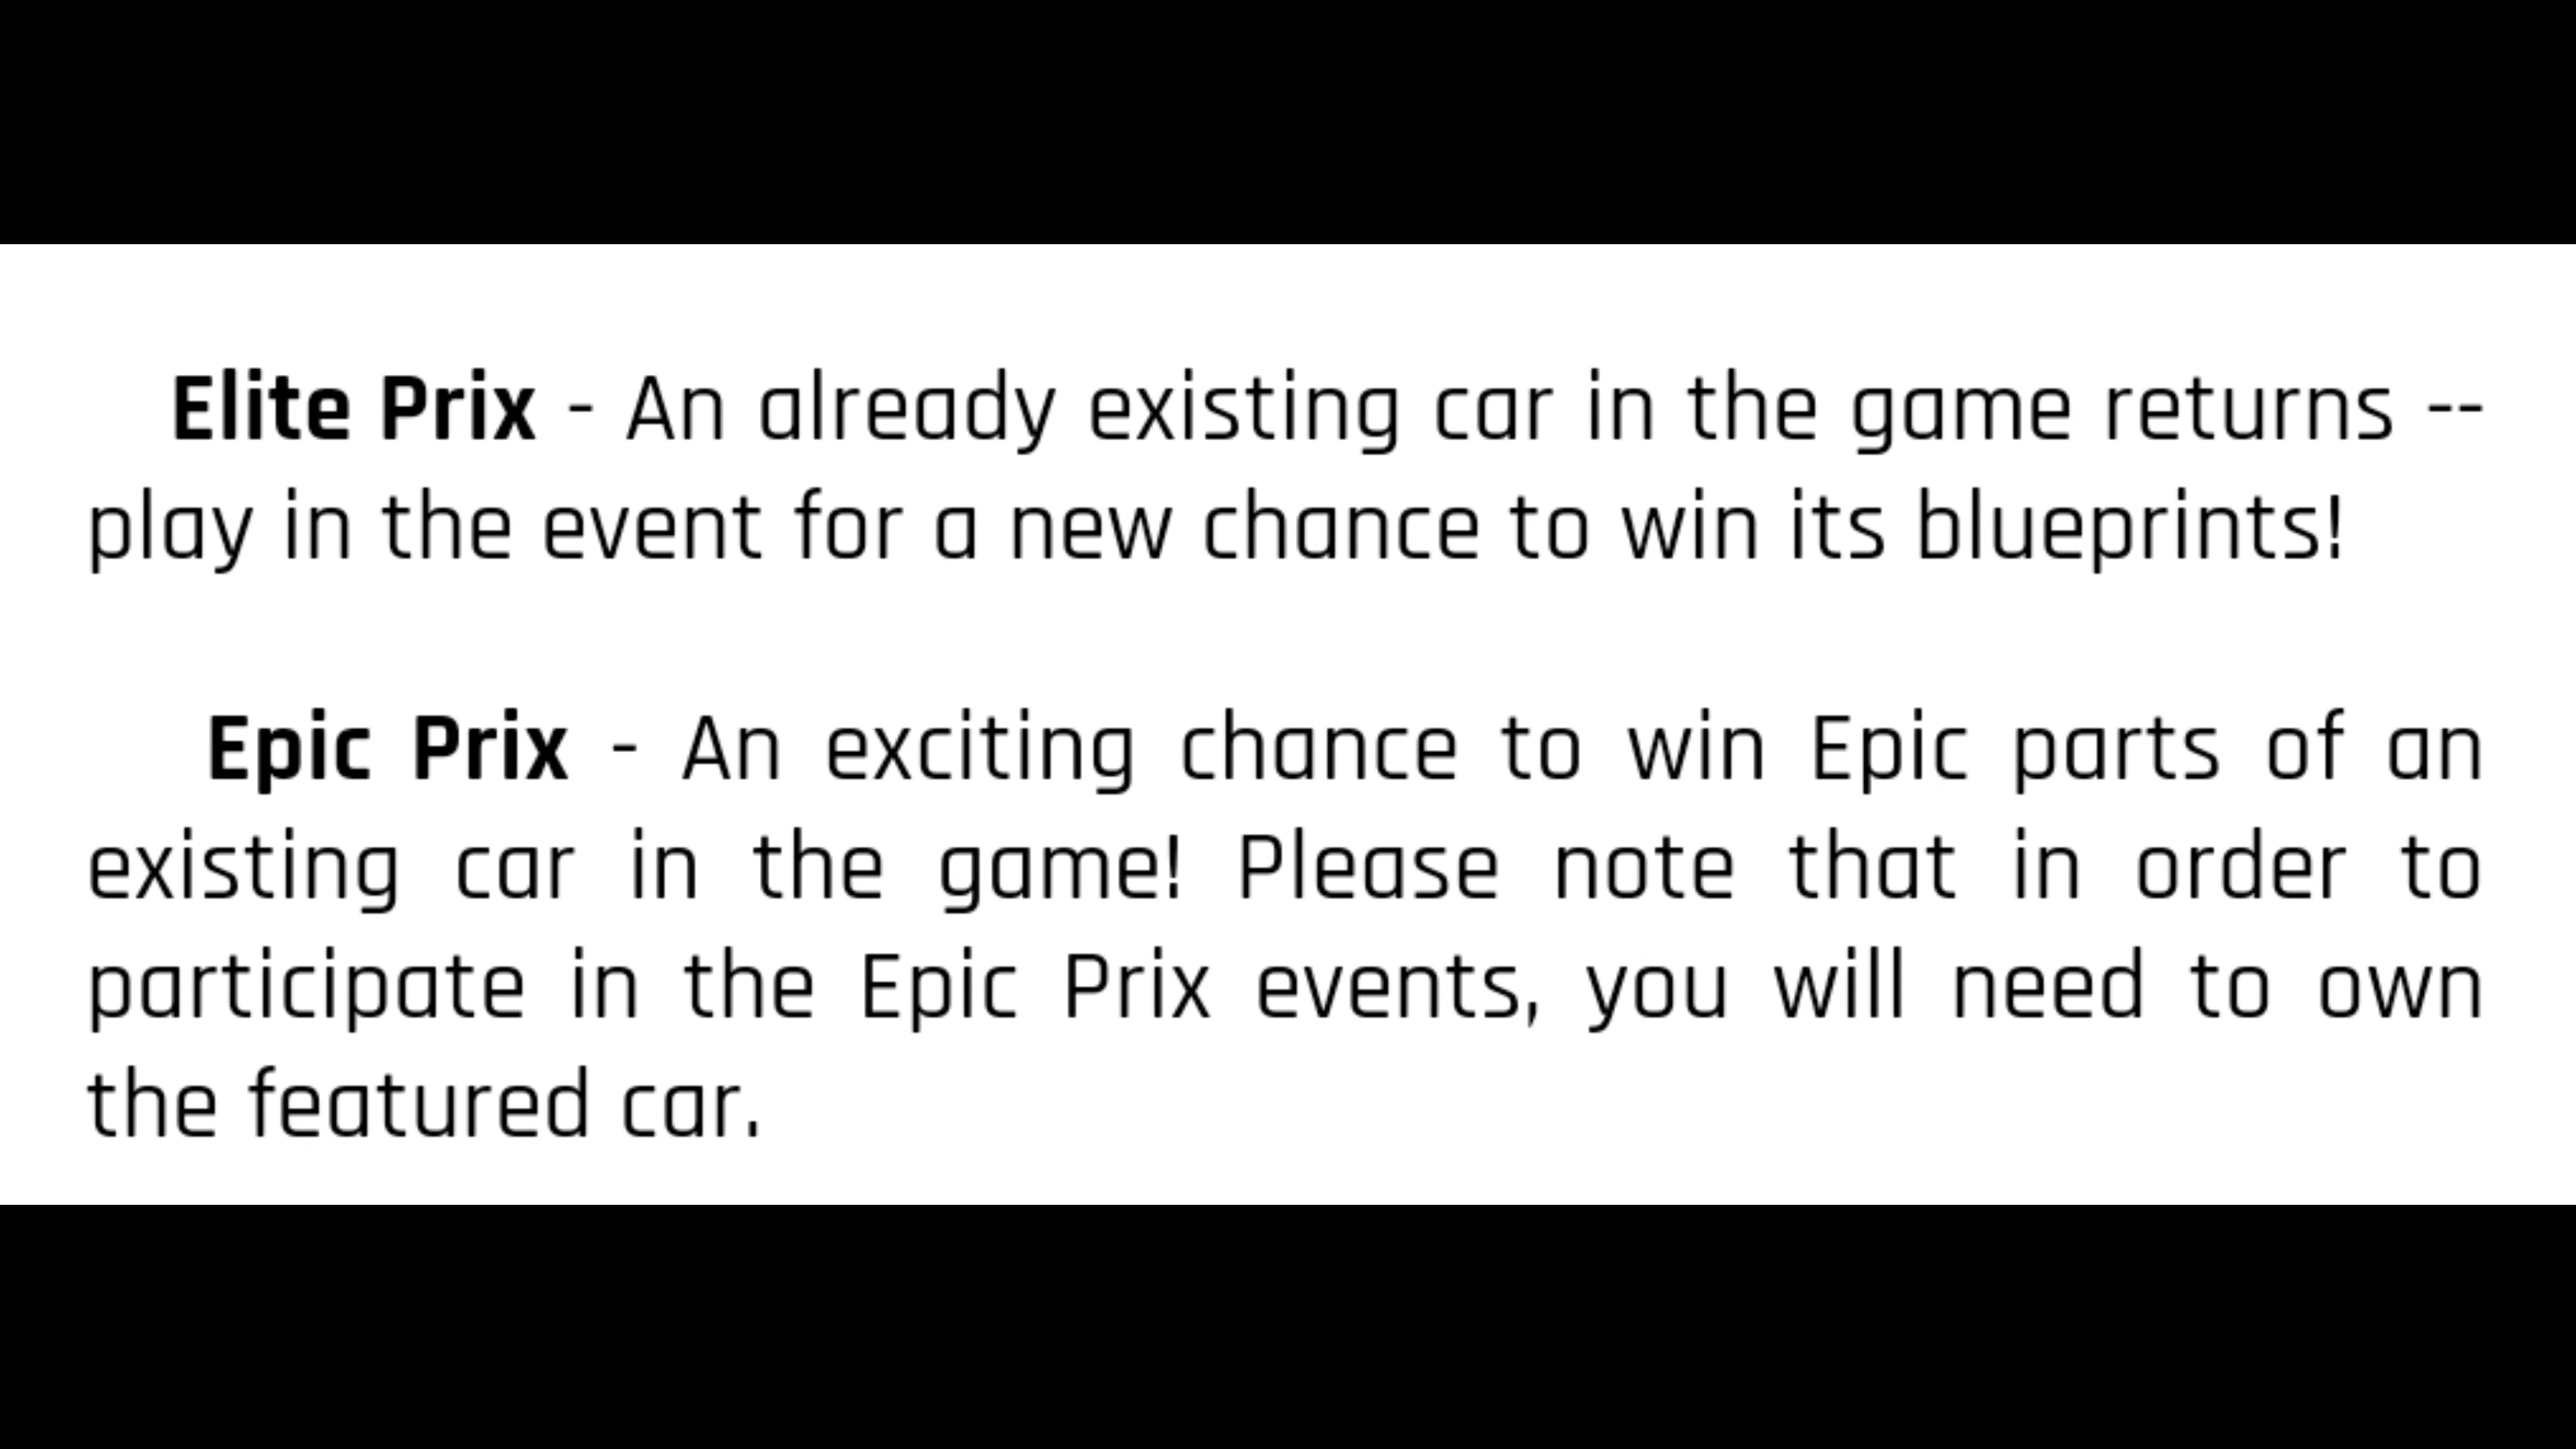 Elite Prix - An already existing car in the game returns --
play in the event for a new chance to win its blueprints!
Epic Prix - An exciting chance to win Epic parts of an
existing car in the game! Please note that in order to
participate in the Epic Prix events, you will need to own
the featured car.